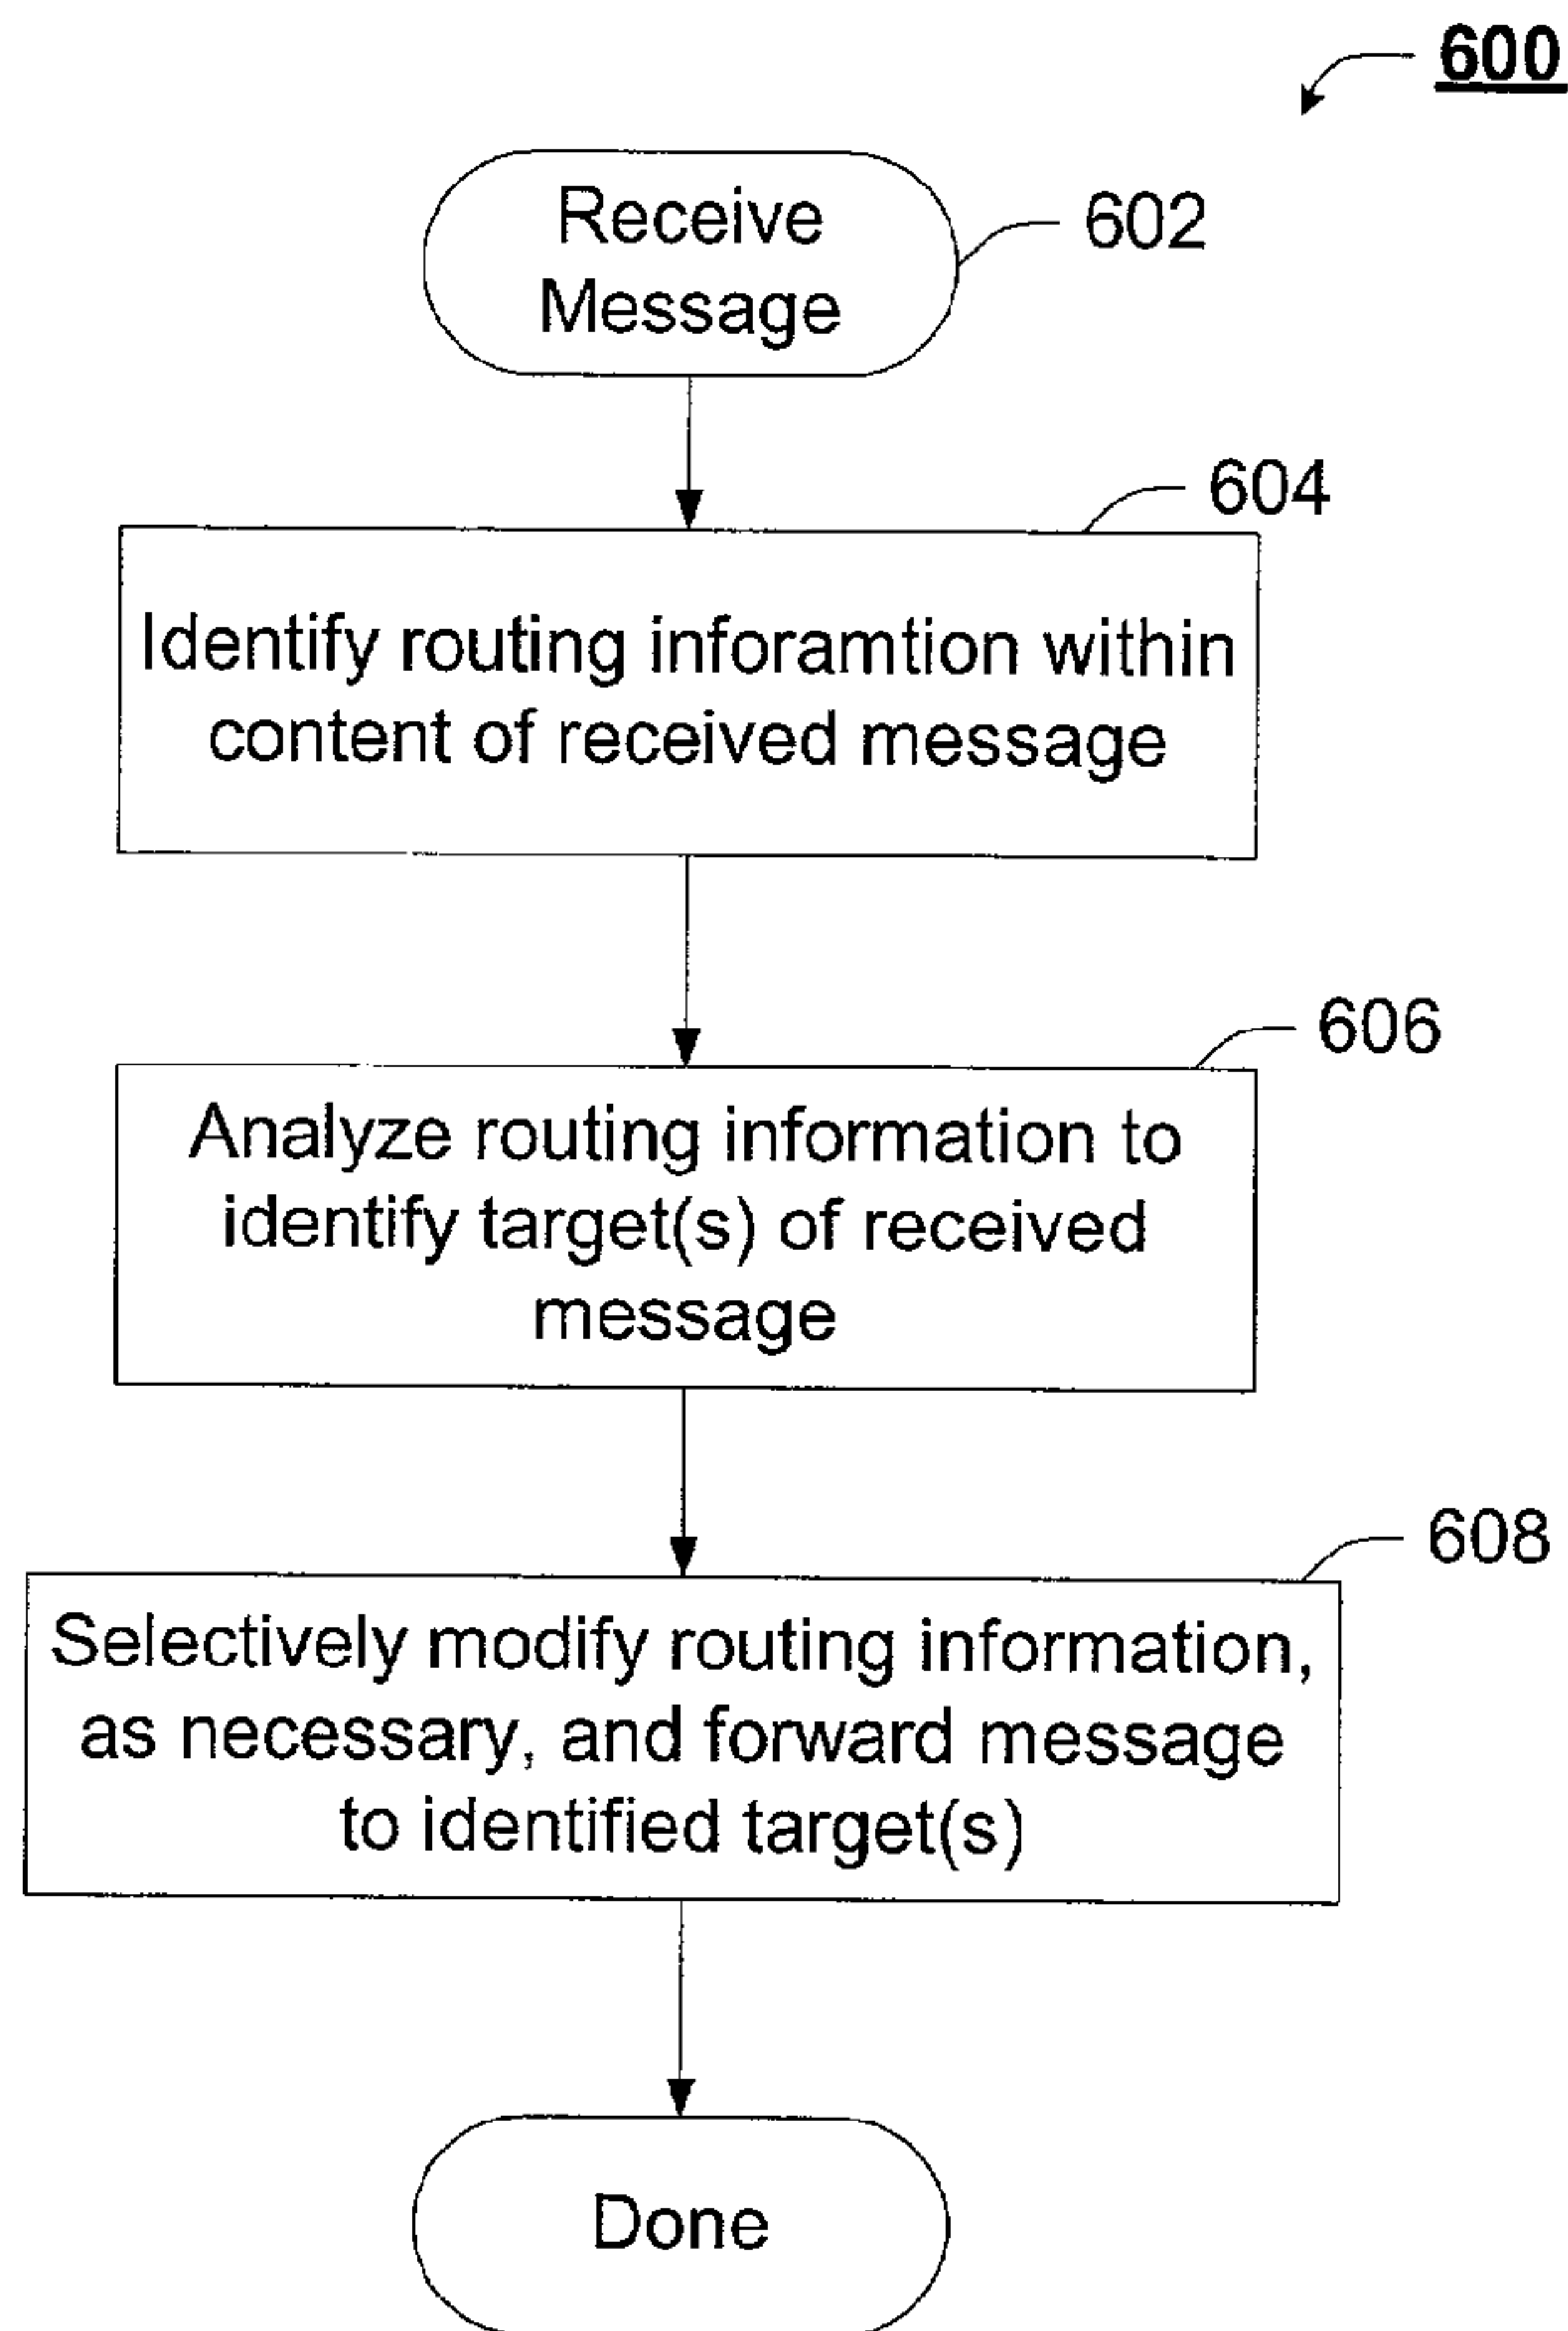 600
Receive
Message
602
604
Identify routing inforamtion within
content of received message
606
Analyze routing information to
identify target(s) of received
message
608
Selectively modify routing information,
as necessary, and forward message
to identified target(s)
Done